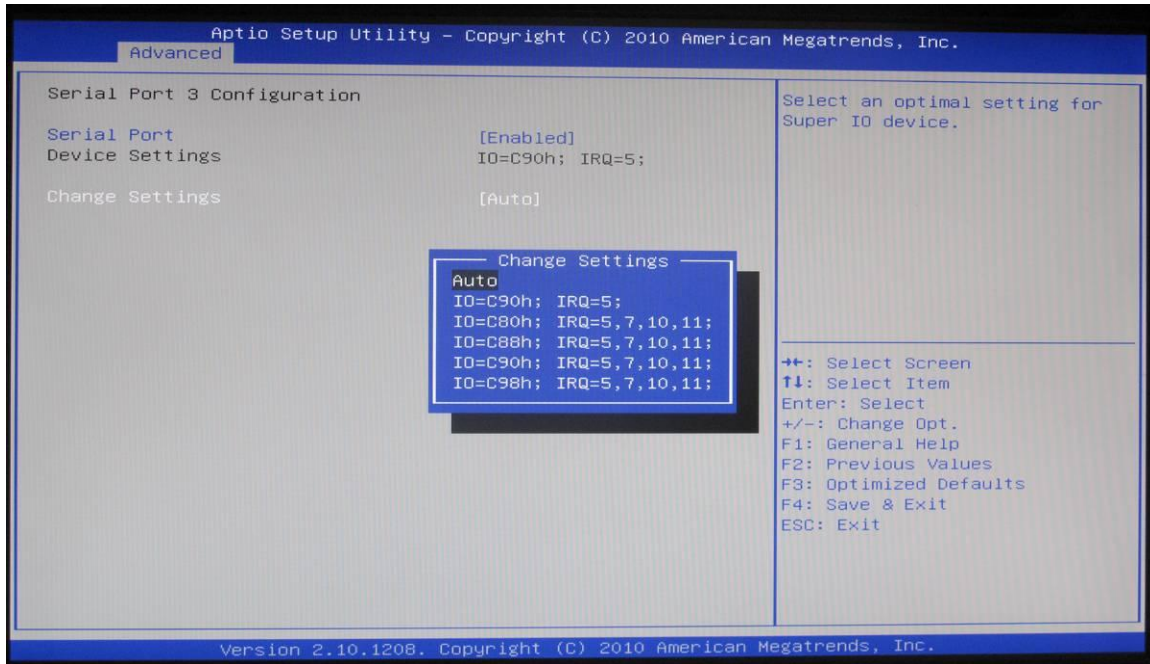 Aptio Setup Utility – Copyright (C) 2010 American Megatrends, Inc.
Advanced
Serial Port 3 Configuration
Serial Port [Enabled]
Device Settings IO=C90h; IRQ=5;
Change Settings [Auto]
Change Settings
Auto
IO=C90h; IRQ=5;
IO=C80h; IRQ=5,7,10,11;
IO=C88h; IRQ=5,7,10,11;
IO=C90h; IRQ=5,7,10,11;
IO=C98h; IRQ=5,7,10,11;
Select an optimal setting for
Super IO device.
→←: Select Screen
↑↓: Select Item
Enter: Select
+/-: Change Opt.
F1: General Help
F2: Previous Values
F3: Optimized Defaults
F4: Save & Exit
ESC: Exit
Version 2.10.1208. Copyright (C) 2010 American Megatrends, Inc.